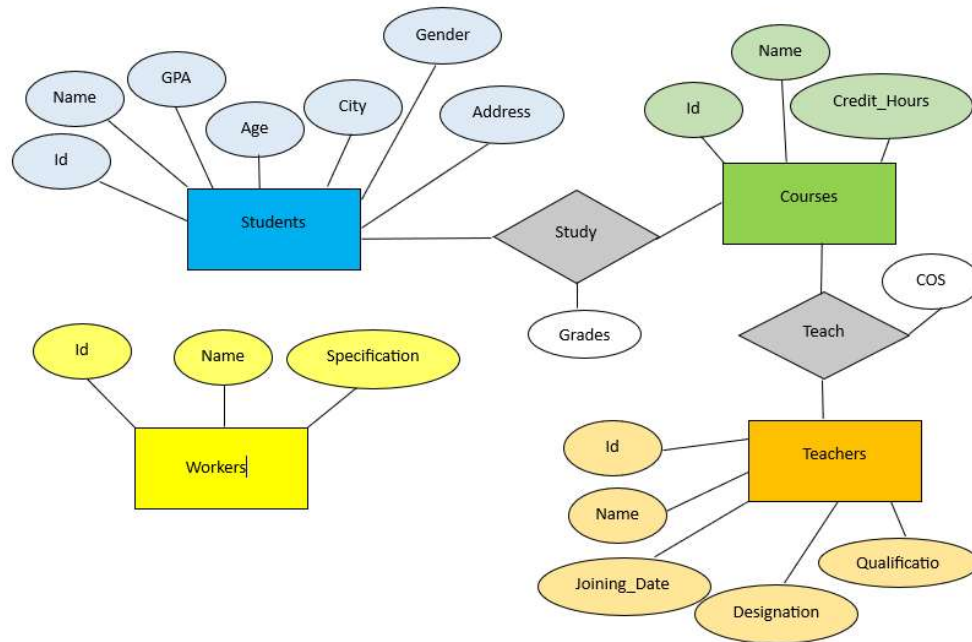 Gender
Name
GPA
Name
City
Credit_Hours
Id
Age
Address
Id
Students
Courses
Study
COS
Grades
Teach
Id
Name
Specification
Id
Teachers
Workers
Name
Qualificatio
Joining_Date
Designation